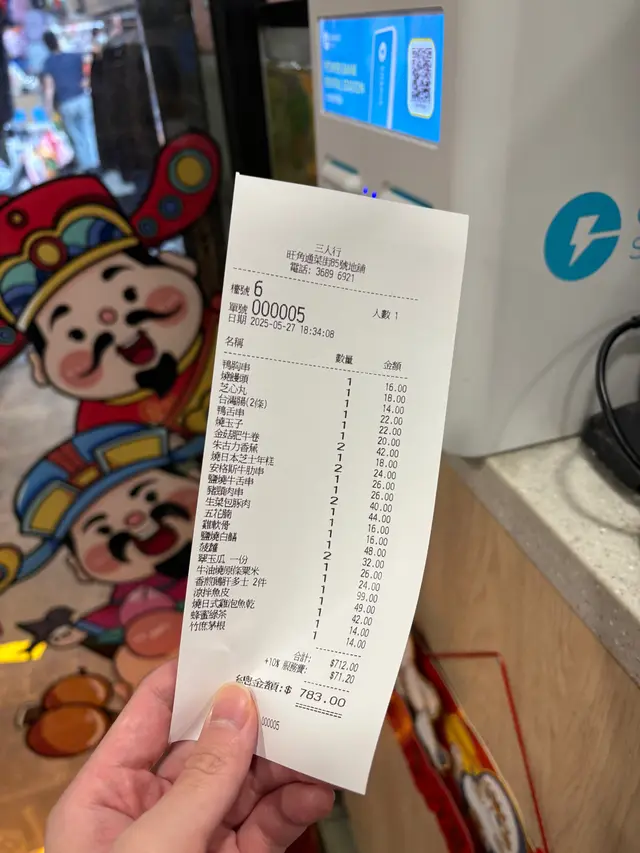 三人行
旺角通菜街85號地舖
電話: 3689 6921
檯號 6 人數 1
單號 000005
日期 2025-05-27 18:34:08
名稱 數量 金額
鴨胸串 1 16.00
燒饅頭 1 18.00
芝心丸 1 14.00
台灣腸(2條) 1 22.00
鴨舌串 1 22.00
燒玉子 1 20.00
金菇肥牛卷 2 42.00
朱古力香蕉 1 18.00
燒日本芝士年糕 1 24.00
安格斯牛肋串 2 26.00
鹽燒牛舌串 1 26.00
豬頸肉串 1 40.00
生菜包豚肉 2 44.00
五花腩 1 16.00
雞軟骨 1 16.00
鹽燒白鱔 1 48.00
菠蘿 1 32.00
翠玉瓜 一份 2 26.00
牛油燒原條粟米 1 24.00
香煎鵝肝多士 2件 1 99.00
涼拌魚皮 1 49.00
燒日式雞泡魚乾 1 42.00
蜂蜜綠茶 1 14.00
竹庶茅根 1 14.00
合計: $712.00
+10% 服務費: $71.20
總金額:$ 783.00
000005